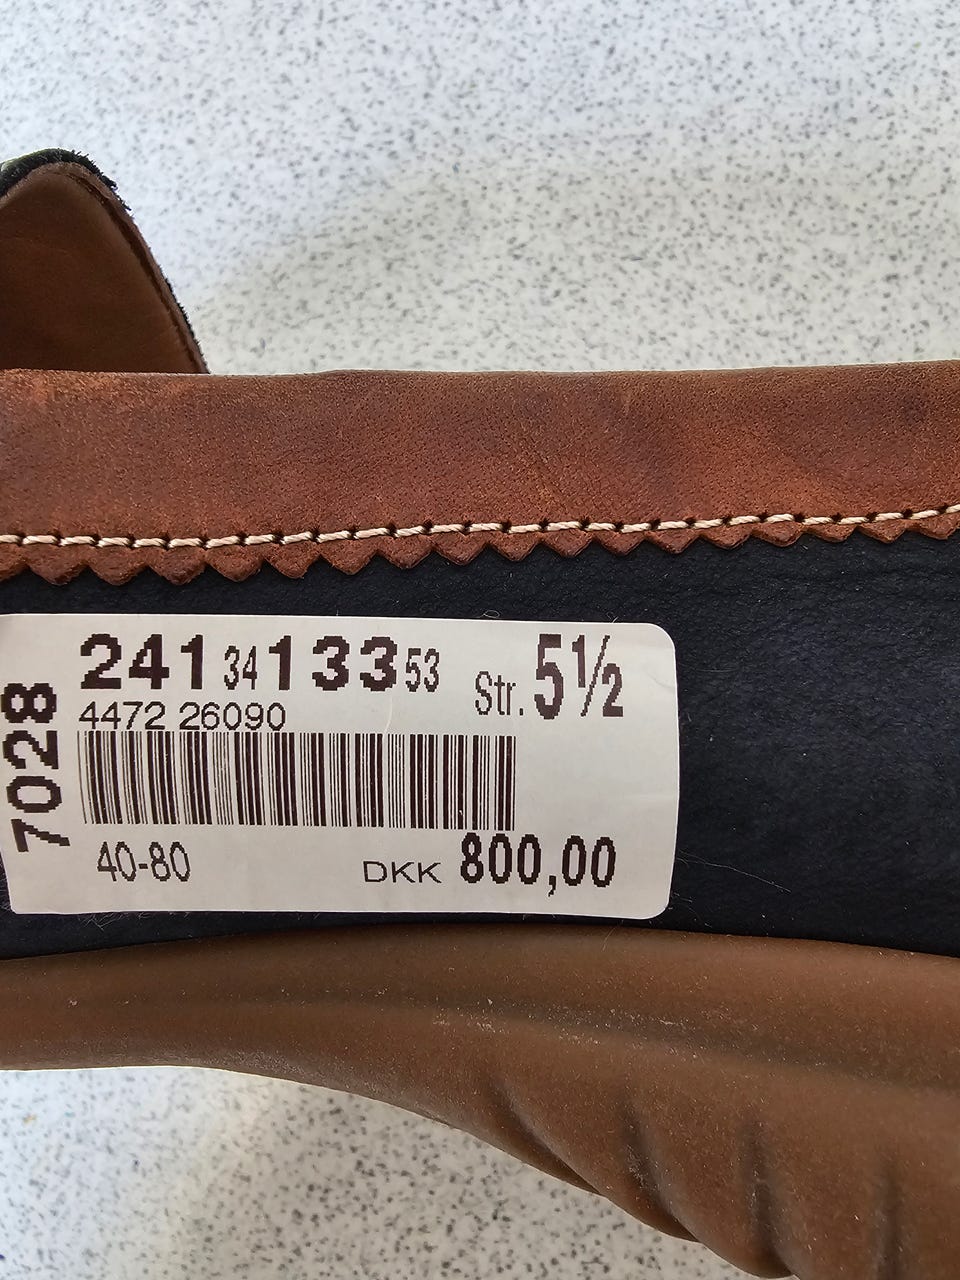 241 34 133 53 Str. 5½
4472 26090
7028
40-80 DKK 800,00